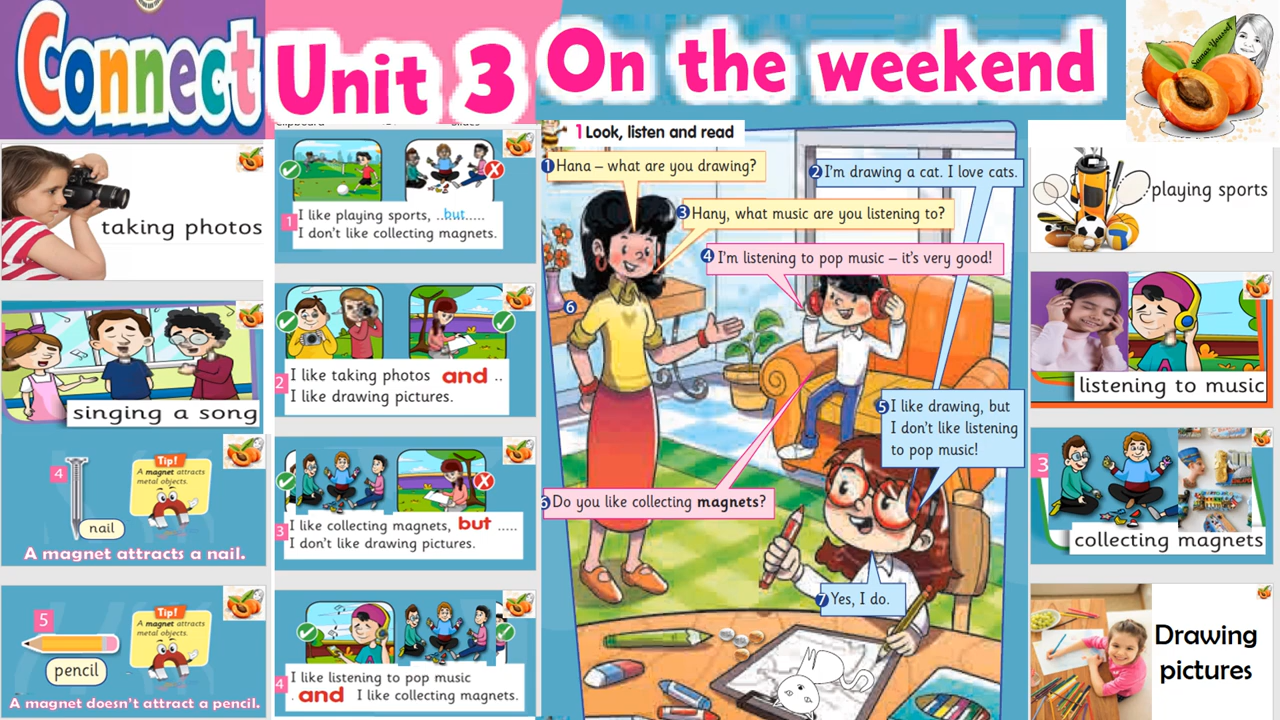 Connect
Unit 3
On the weekend
Samar Youssef
taking photos
singing a song
4
nail
Tip!
A magnet attracts
metal objects.
A magnet attracts a nail.
5
pencil
Tip!
A magnet attracts
metal objects.
A magnet doesn't attract a pencil.
1
I like playing sports, ..but.....
I don't like collecting magnets.
2
I like taking photos and ..
I like drawing pictures.
3
I like collecting magnets, but .....
I don't like drawing pictures.
4
I like listening to pop music
. and I like collecting magnets.
1 Look, listen and read
1 Hana – what are you drawing?
2 I'm drawing a cat. I love cats.
3 Hany, what music are you listening to?
4 I'm listening to pop music – it's very good!
6
5 I like drawing, but
I don't like listening
to pop music!
6 Do you like collecting magnets?
7 Yes, I do.
playing sports
listening to music
3
collecting magnets
Drawing
pictures